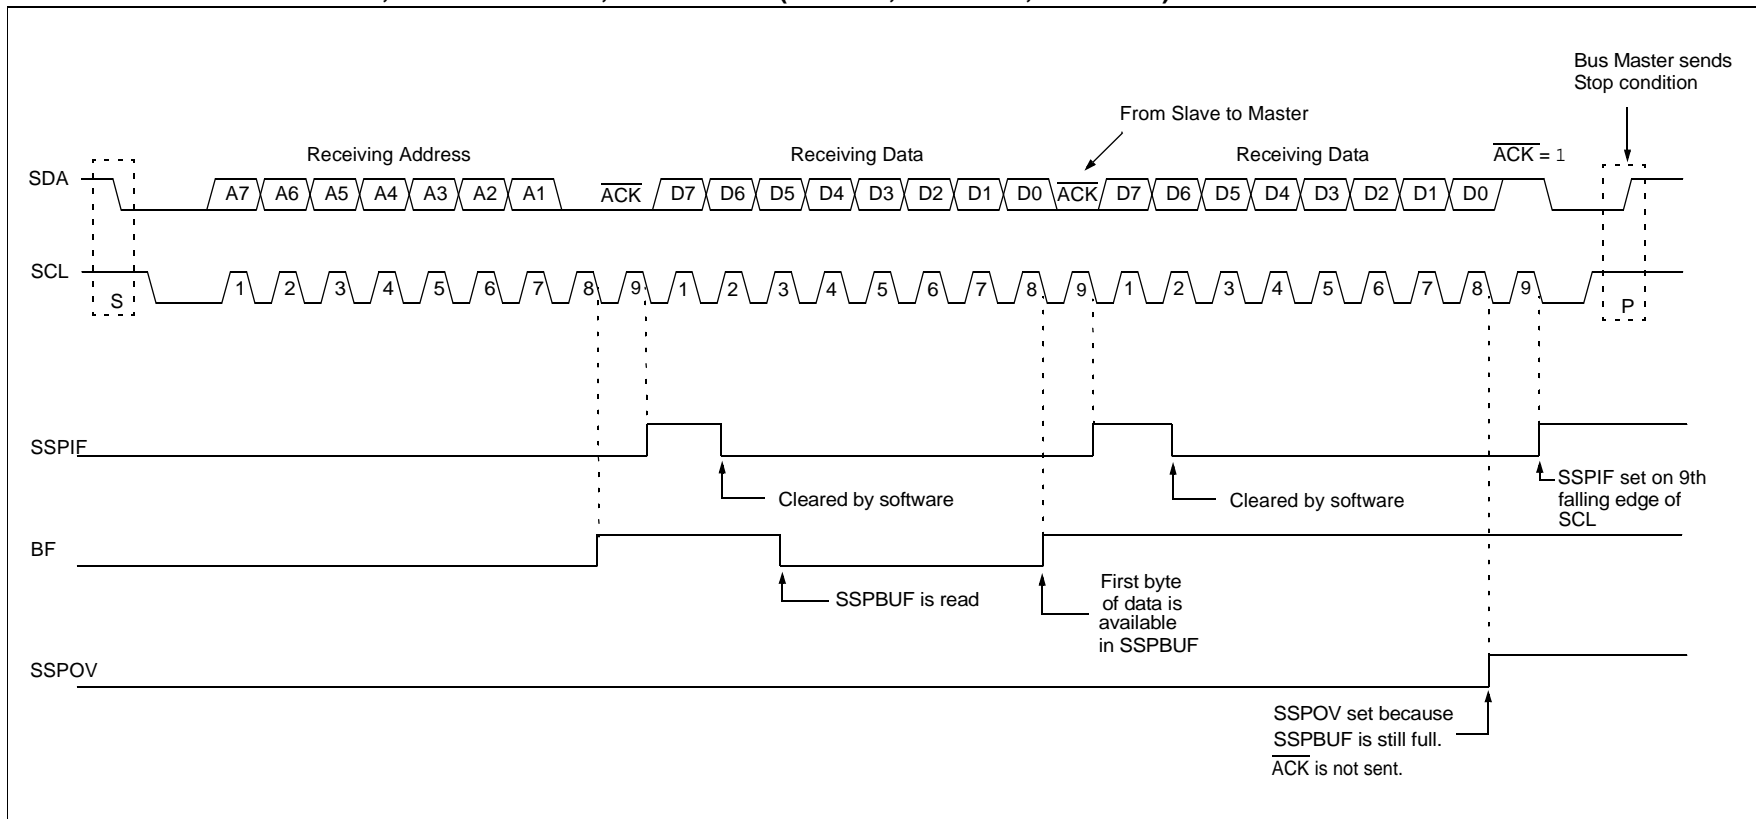 Bus Master sends
Stop condition
From Slave to Master
Receiving Address
Receiving Data
Receiving Data
ACK = 1
SDA
A7 A6 A5 A4 A3 A2 A1 ACK D7 D6 D5 D4 D3 D2 D1 D0 ACK D7 D6 D5 D4 D3 D2 D1 D0
SCL
S 1 2 3 4 5 6 7 8 9 1 2 3 4 5 6 7 8 9 1 2 3 4 5 6 7 8 9 P
SSPIF
Cleared by software
Cleared by software
SSPIF set on 9th
falling edge of
SCL
BF
SSPBUF is read
First byte
of data is
available
in SSPBUF
SSPOV
SSPOV set because
SSPBUF is still full.
ACK is not sent.